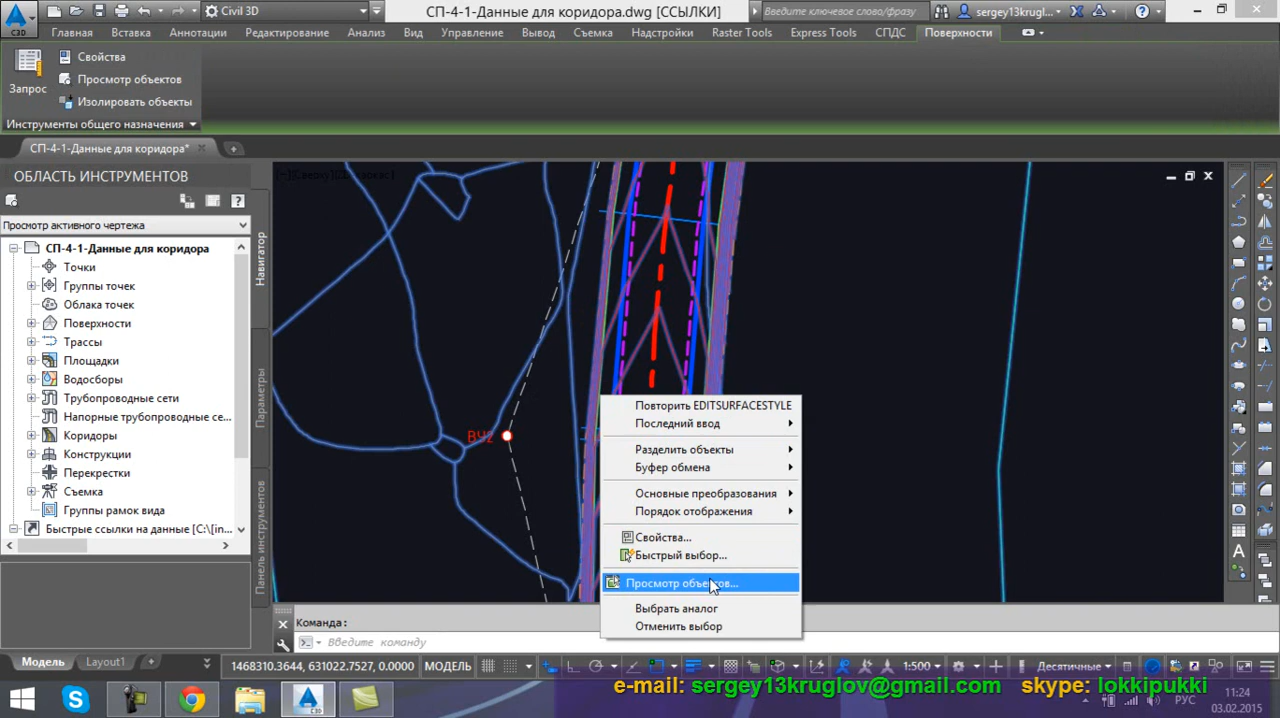 Civil 3D
СП-4-1-Данные для коридора.dwg [ССЫЛКИ]
Введите ключевое слово/фразу
sergey13kruglov...
C3D
Главная Вставка Аннотации Редактирование Анализ Вид Управление Вывод Съемка Надстройки Raster Tools Express Tools СПДС Поверхности
Запрос
Свойства
Просмотр объектов
Изолировать объекты
Инструменты общего назначения
СП-4-1-Данные для коридора*
ОБЛАСТЬ ИНСТРУМЕНТОВ
Просмотр активного чертежа
СП-4-1-Данные для коридора
Точки
Группы точек
Облака точек
Поверхности
Трассы
Площадки
Водосборы
Трубопроводные сети
Напорные трубопроводные се...
Коридоры
Конструкции
Перекрестки
Съемка
Группы рамок вида
Быстрые ссылки на данные [C:\[in...
Навигатор
Параметры
Панель инструментов
ВУ2
Повторить EDITSURFACESTYLE
Последний ввод
Разделить объекты
Буфер обмена
Основные преобразования
Порядок отображения
Свойства...
Быстрый выбор...
Просмотр объектов...
Выбрать аналог
Отменить выбор
Команда:
Введите команду
Модель Layout1
1468310.3644, 631022.7527, 0.0000 МОДЕЛЬ
1:500
Десятичные
e-mail: sergey13kruglov@gmail.com skype: lokkipukki
РУС
11:24
03.02.2015